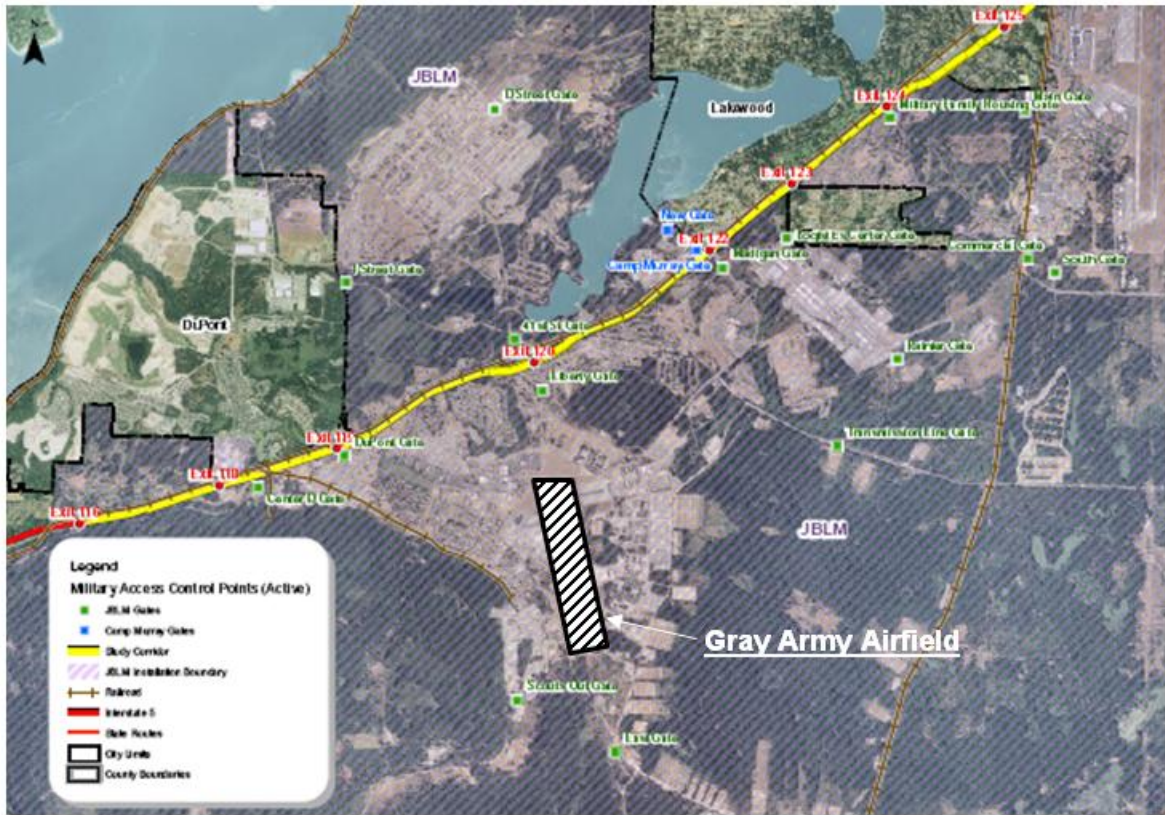 N
Exit 125
JBLM
D Street Gate
Lakewood
Exit 124
Military Family Housing Gate
Main Gate
Exit 123
New Gate
Exit 122
Logistics Center Gate
Camp Murray Gate
Madigan Gate
Commercial Gate
South Gate
I Street Gate
DuPont
41st St Gate
Exit 120
Rainier Gate
Liberty Gate
Exit 119
DuPont Gate
Transmission Line Gate
Exit 118
Center D Gate
Exit 116
JBLM
Gray Army Airfield
Scouts Out Gate
East Gate
Legend
Military Access Control Points (Active)
JBLM Gates
Camp Murray Gates
Study Corridor
JBLM Installation Boundary
Railroad
Interstate 5
State Routes
City Limits
County Boundaries